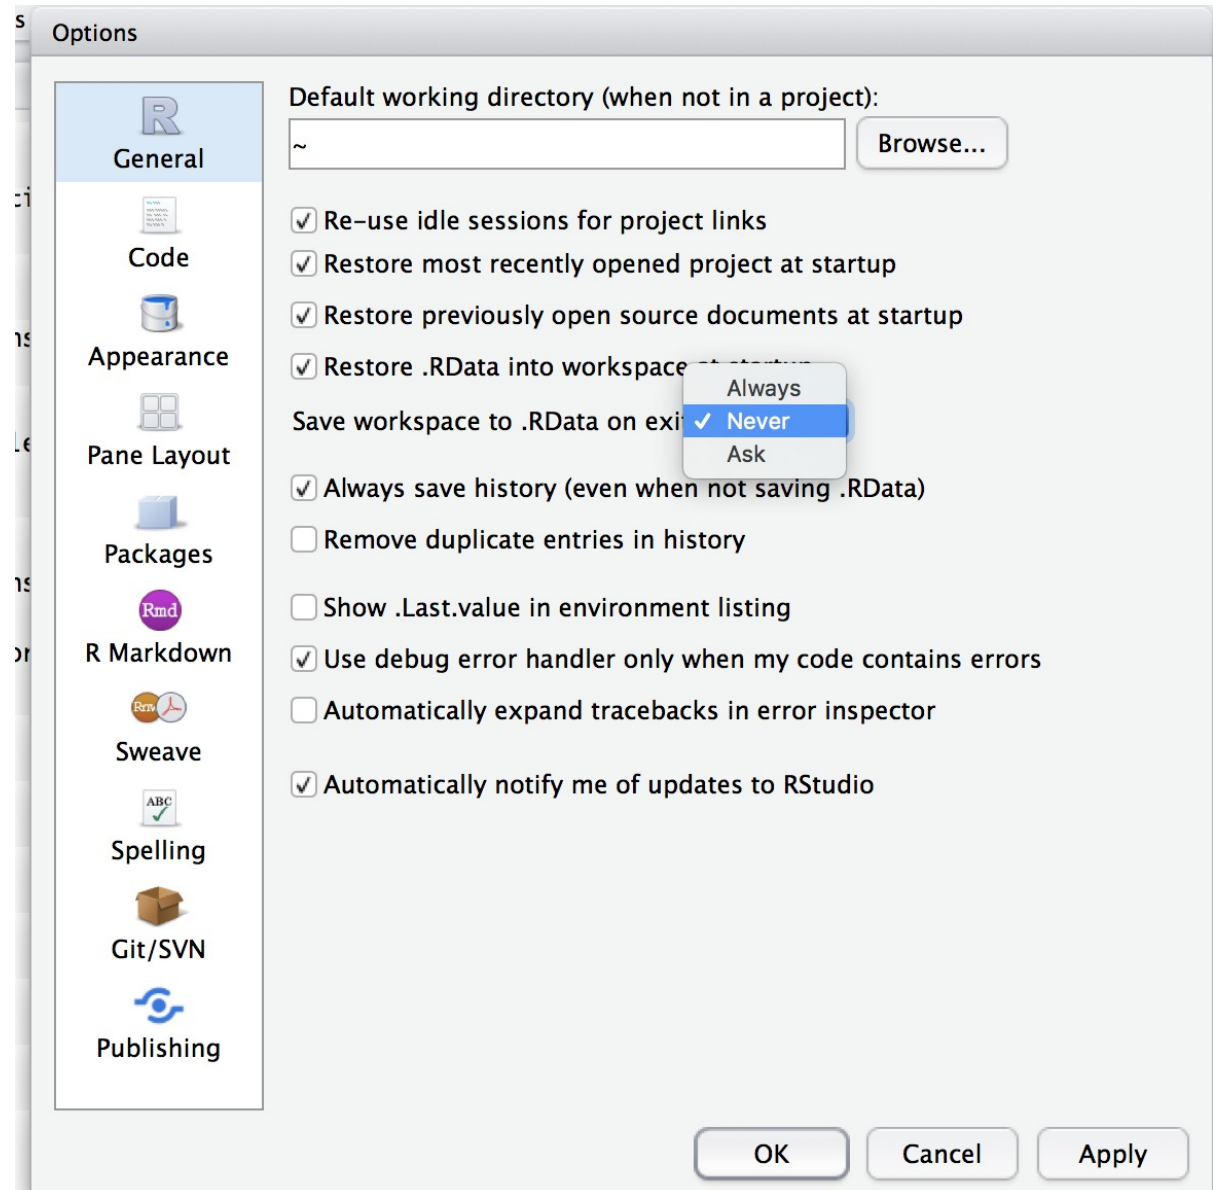 s
Options
R
General
Code
Appearance
Pane Layout
Packages
Rmd
R Markdown
Rnw
Sweave
ABC
Spelling
Git/SVN
Publishing
Default working directory (when not in a project):
~
Browse...
Re-use idle sessions for project links
Restore most recently opened project at startup
Restore previously open source documents at startup
Restore .RData into workspace at startup
Save workspace to .RData on exit
Always
Never
Ask
Always save history (even when not saving .RData)
Remove duplicate entries in history
Show .Last.value in environment listing
Use debug error handler only when my code contains errors
Automatically expand tracebacks in error inspector
Automatically notify me of updates to RStudio
OK
Cancel
Apply